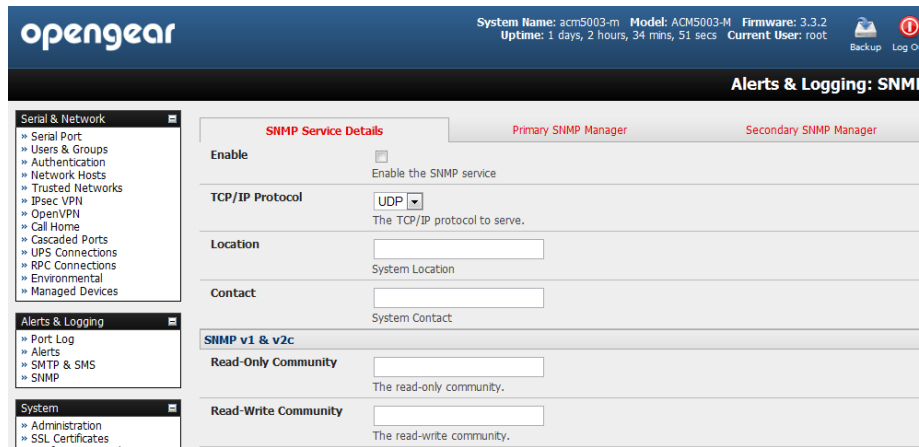 opengear
System Name: acm5003-m Model: ACM5003-M Firmware: 3.3.2
Uptime: 1 days, 2 hours, 34 mins, 51 secs Current User: root
Backup
Log O
Alerts & Logging: SNM
Serial & Network
» Serial Port
» Users & Groups
» Authentication
» Network Hosts
» Trusted Networks
» IPsec VPN
» OpenVPN
» Call Home
» Cascaded Ports
» UPS Connections
» RPC Connections
» Environmental
» Managed Devices
Alerts & Logging
» Port Log
» Alerts
» SMTP & SMS
» SNMP
System
» Administration
» SSL Certificates
SNMP Service Details
Primary SNMP Manager
Secondary SNMP Manager
Enable
Enable the SNMP service
TCP/IP Protocol
UDP
The TCP/IP protocol to serve.
Location
System Location
Contact
System Contact
SNMP v1 & v2c
Read-Only Community
The read-only community.
Read-Write Community
The read-write community.